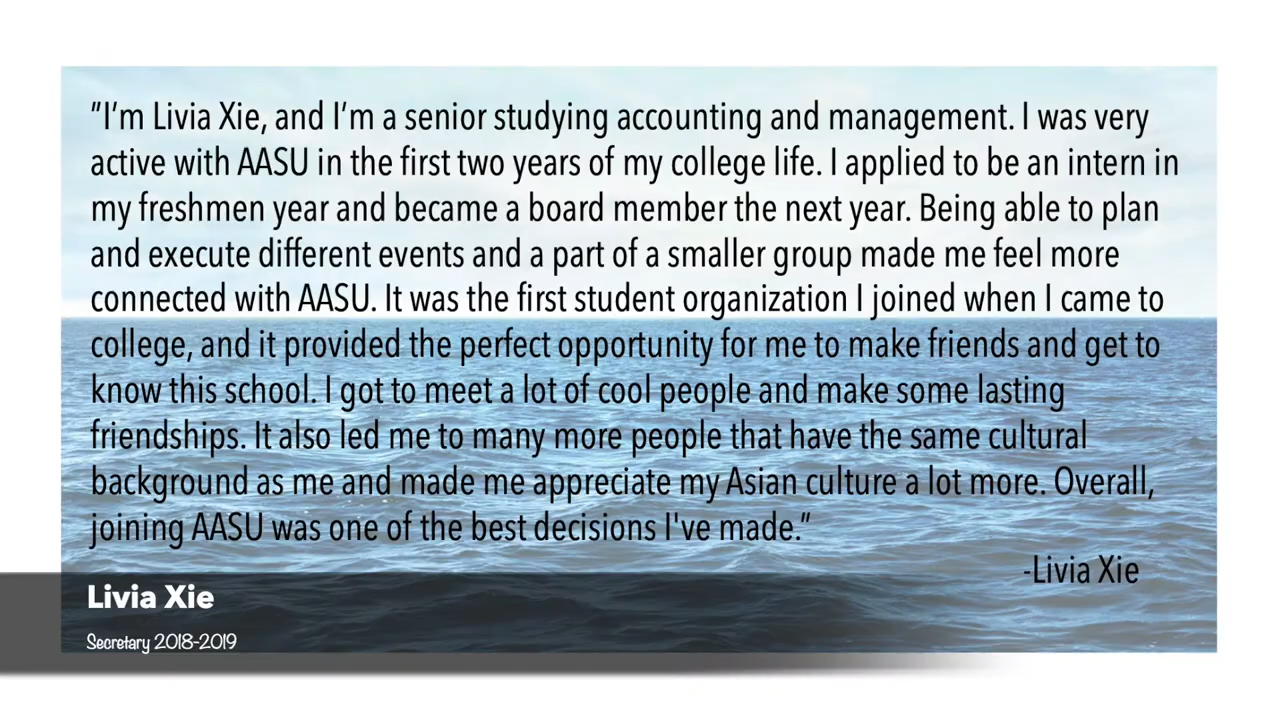 “I’m Livia Xie, and I’m a senior studying accounting and management. I was very
active with AASU in the first two years of my college life. I applied to be an intern in
my freshmen year and became a board member the next year. Being able to plan
and execute different events and a part of a smaller group made me feel more
connected with AASU. It was the first student organization I joined when I came to
college, and it provided the perfect opportunity for me to make friends and get to
know this school. I got to meet a lot of cool people and make some lasting
friendships. It also led me to many more people that have the same cultural
background as me and made me appreciate my Asian culture a lot more. Overall,
joining AASU was one of the best decisions I've made.”
-Livia Xie
Livia Xie
Secretary 2018-2019